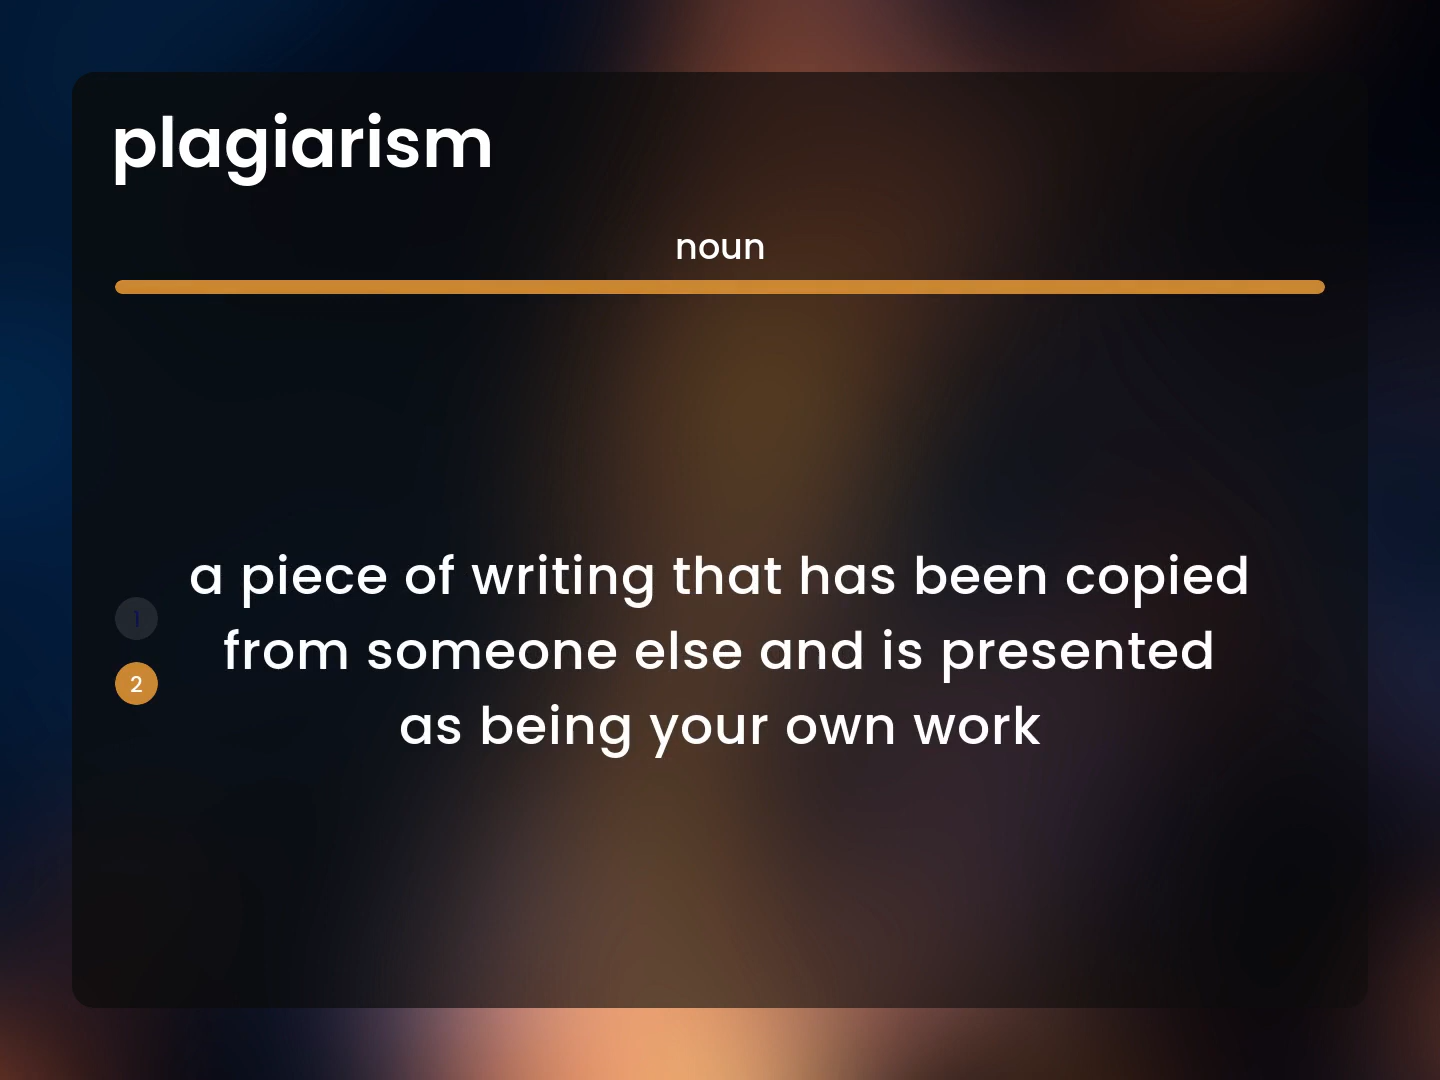 plagiarism
noun
a piece of writing that has been copied
from someone else and is presented
as being your own work
1
2